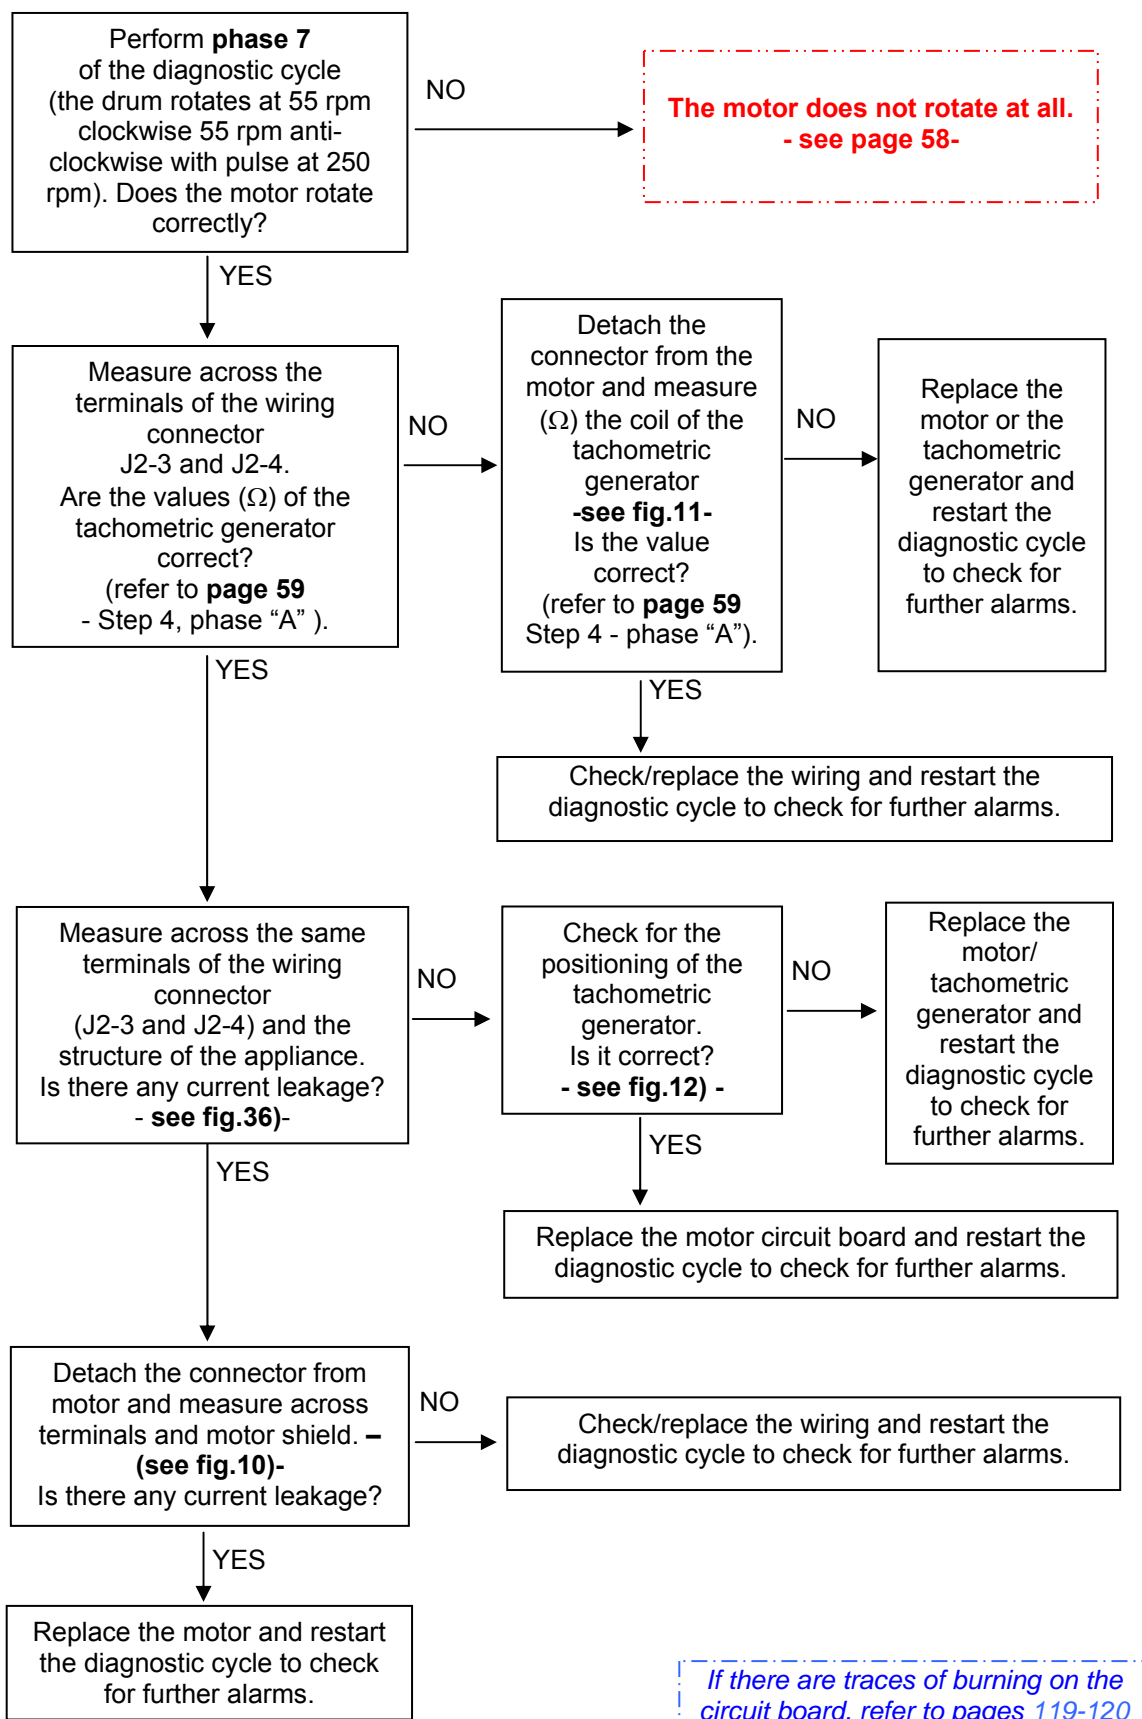 Perform phase 7
of the diagnostic cycle
(the drum rotates at 55 rpm
clockwise 55 rpm anti-
clockwise with pulse at 250
rpm). Does the motor rotate
correctly?
NO
The motor does not rotate at all.
- see page 58-
YES
Measure across the
terminals of the wiring
connector
J2-3 and J2-4.
Are the values (Ω) of the
tachometric generator
correct?
(refer to page 59
- Step 4, phase “A” ).
NO
Detach the
connector from the
motor and measure
(Ω) the coil of the
tachometric
generator
-see fig.11-
Is the value
correct?
(refer to page 59
Step 4 - phase “A”).
NO
Replace the
motor or the
tachometric
generator and
restart the
diagnostic cycle
to check for
further alarms.
YES
YES
Check/replace the wiring and restart the
diagnostic cycle to check for further alarms.
Measure across the same
terminals of the wiring
connector
(J2-3 and J2-4) and the
structure of the appliance.
Is there any current leakage?
- see fig.36)-
NO
Check for the
positioning of the
tachometric
generator.
Is it correct?
- see fig.12) -
NO
Replace the
motor/
tachometric
generator and
restart the
diagnostic cycle
to check for
further alarms.
YES
YES
Replace the motor circuit board and restart the
diagnostic cycle to check for further alarms.
Detach the connector from
motor and measure across
terminals and motor shield. –
(see fig.10)-
Is there any current leakage?
NO
Check/replace the wiring and restart the
diagnostic cycle to check for further alarms.
YES
Replace the motor and restart
the diagnostic cycle to check
for further alarms.
If there are traces of burning on the
circuit board, refer to pages 119-120